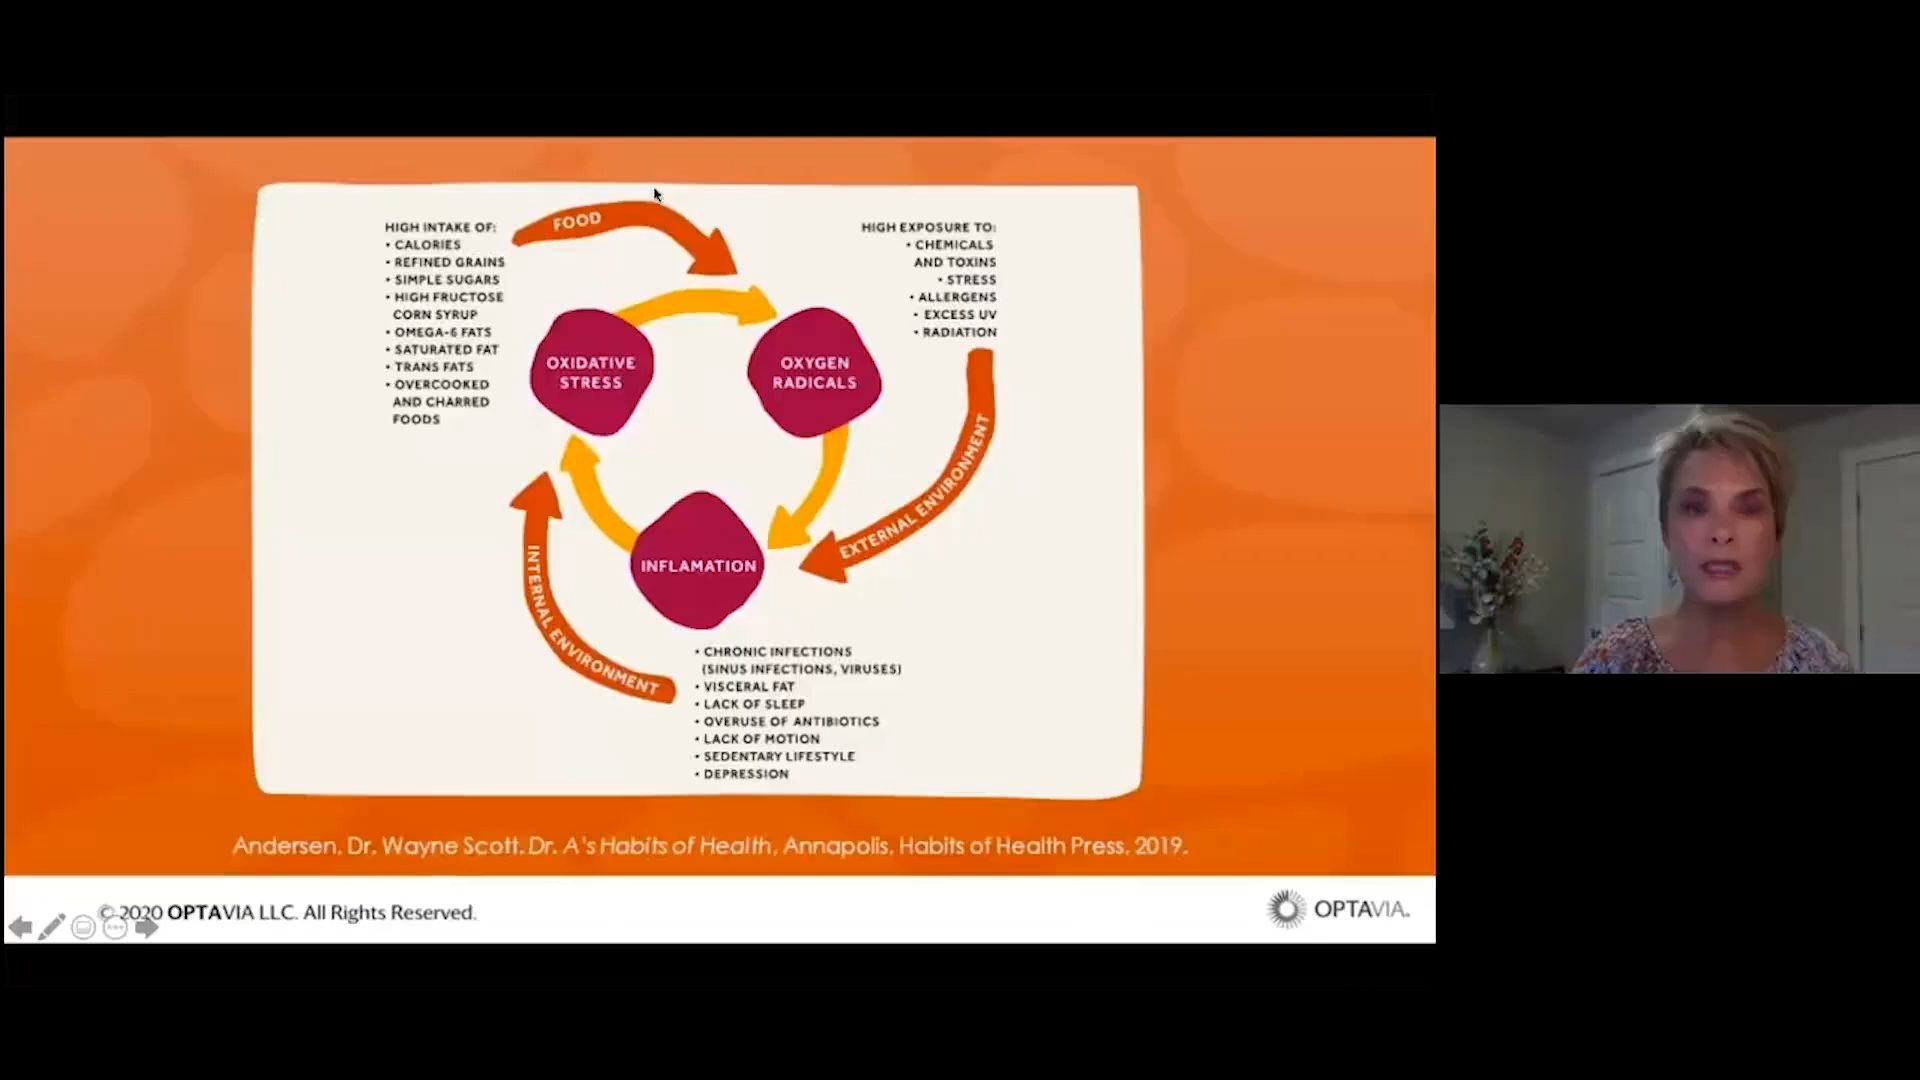 HIGH INTAKE OF:
• CALORIES
• REFINED GRAINS
• SIMPLE SUGARS
• HIGH FRUCTOSE
CORN SYRUP
• OMEGA-6 FATS
• SATURATED FAT
• TRANS FATS
• OVERCOOKED
AND CHARRED
FOODS
FOOD
HIGH EXPOSURE TO:
• CHEMICALS
AND TOXINS
• STRESS
• ALLERGENS
• EXCESS UV
• RADIATION
OXIDATIVE
STRESS
OXYGEN
RADICALS
EXTERNAL ENVIRONMENT
INFLAMATION
INTERNAL ENVIRONMENT
• CHRONIC INFECTIONS
(SINUS INFECTIONS, VIRUSES)
• VISCERAL FAT
• LACK OF SLEEP
• OVERUSE OF ANTIBIOTICS
• LACK OF MOTION
• SEDENTARY LIFESTYLE
• DEPRESSION
Andersen, Dr. Wayne Scott. Dr. A's Habits of Health, Annapolis, Habits of Health Press, 2019.
© 2020 OPTAVIA LLC. All Rights Reserved.
OPTAVIA.